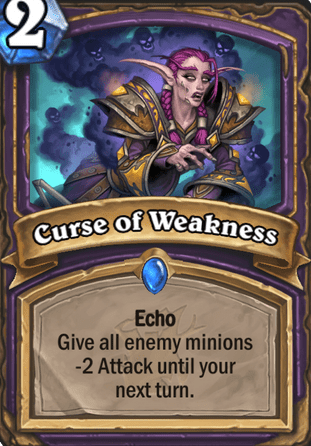 2
Curse of Weakness
Echo
Give all enemy minions
-2 Attack until your
next turn.